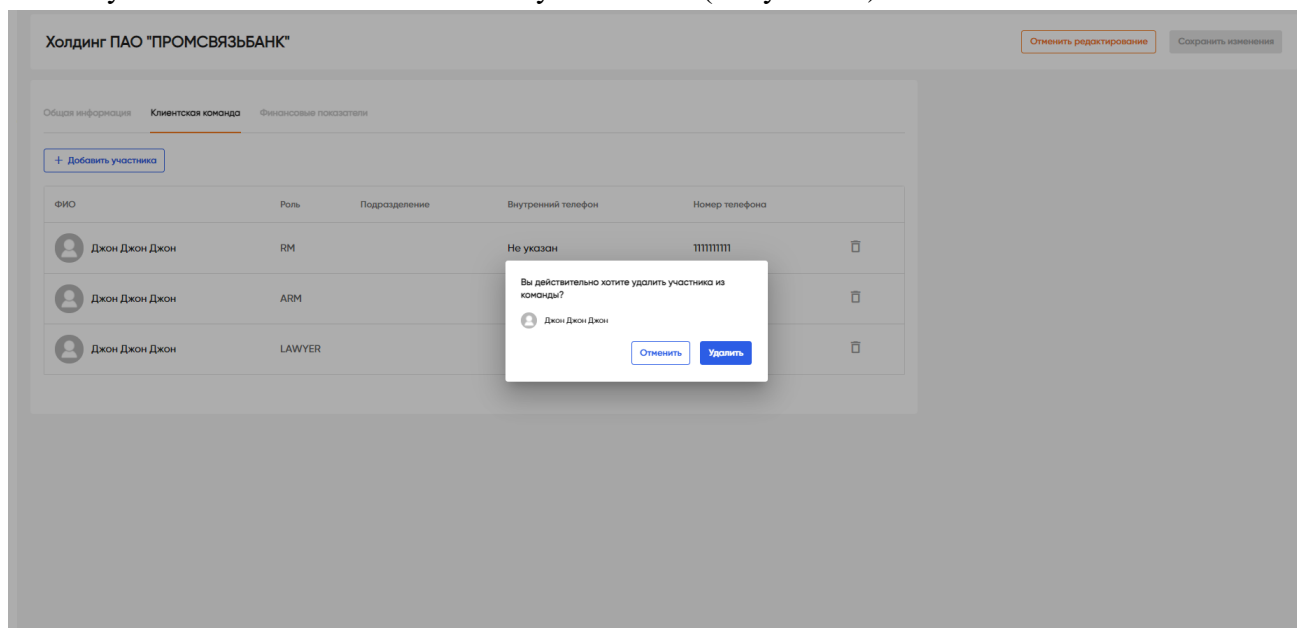 Холдинг ПАО "ПРОМСВЯЗЬБАНК"
Отменить редактирование
Сохранить изменения
Общая информация Клиентская команда Финансовые показатели
+ Добавить участника
ФИО Роль Подразделение Внутренний телефон Номер телефона
Джон Джон Джон RM Не указан 1111111111
Вы действительно хотите удалить участника из
команды?
Джон Джон Джон
Отменить Удалить
Джон Джон Джон ARM
Джон Джон Джон LAWYER